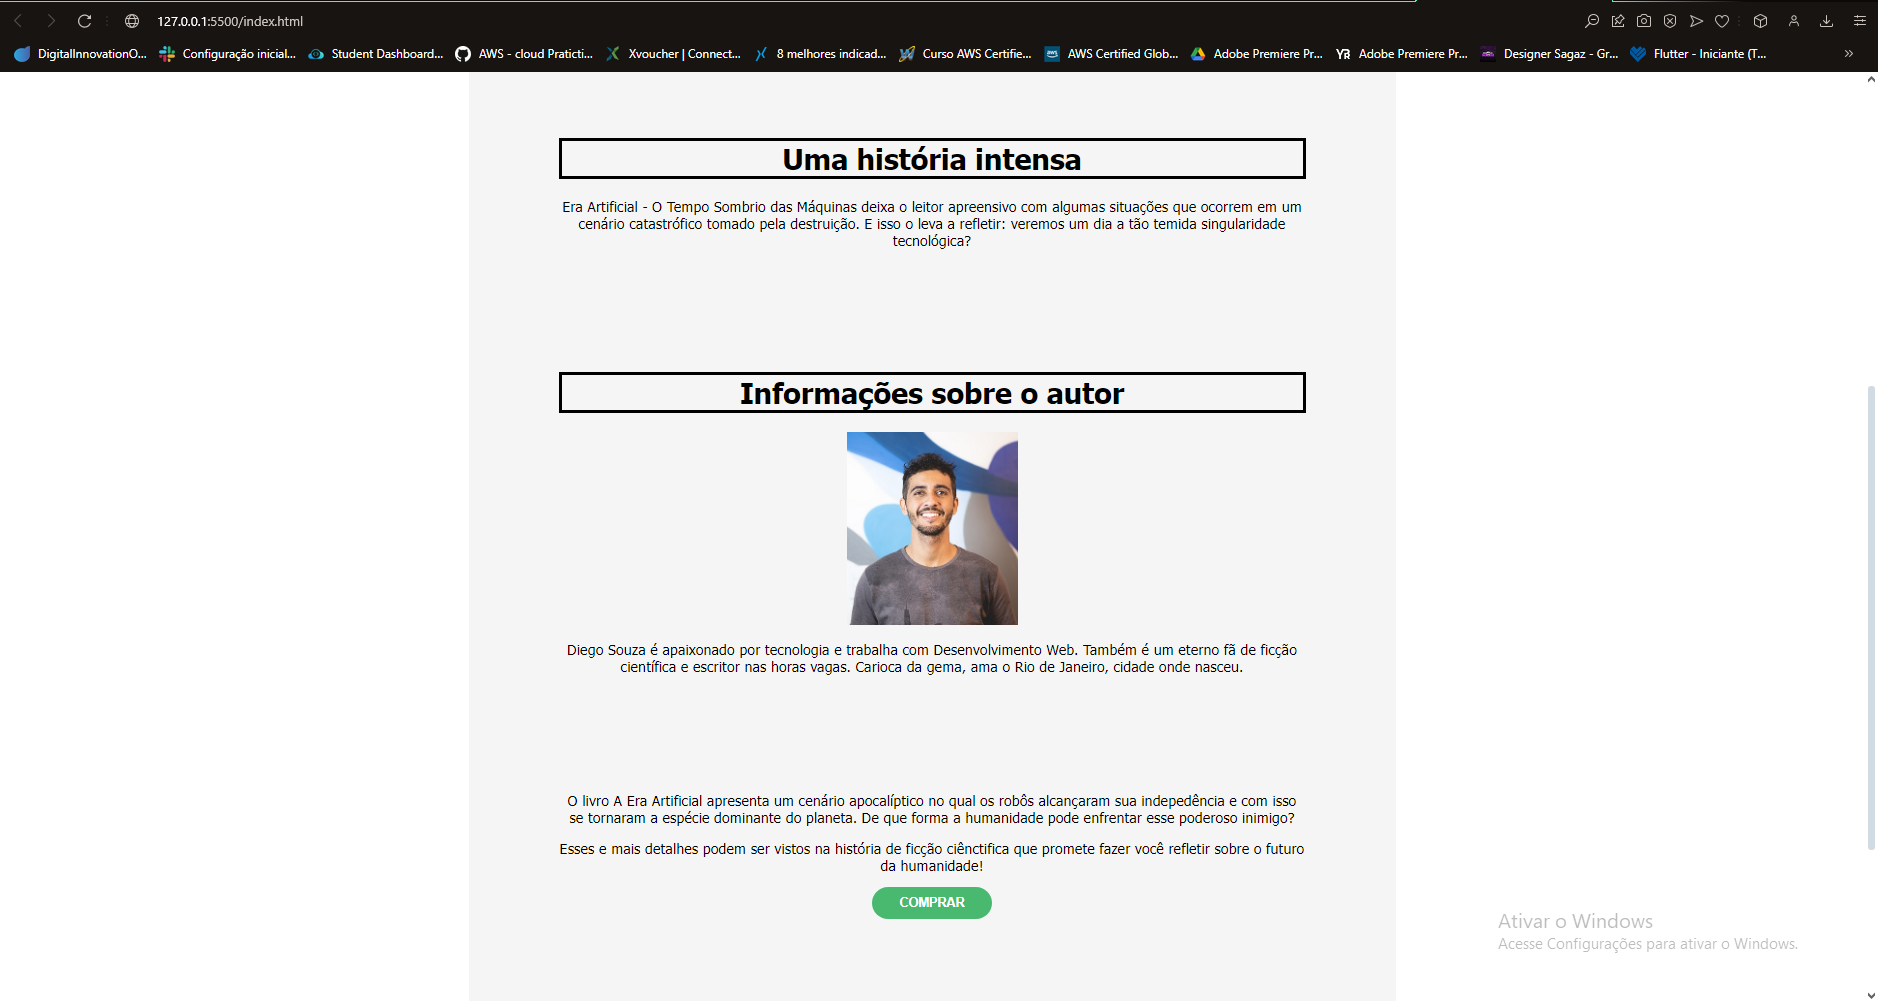 127.0.0.1:5500/index.html
DigitalInnovationO... Configuração inicial... Student Dashboard... AWS - cloud Praticti... Xvoucher | Connect... 8 melhores indicad... Curso AWS Certifie... AWS Certified Glob... Adobe Premiere Pr... YR Adobe Premiere Pr... Designer Sagaz - Gr... Flutter - Iniciante (T... »
Uma história intensa
Era Artificial - O Tempo Sombrio das Máquinas deixa o leitor apreensivo com algumas situações que ocorrem em um
cenário catastrófico tomado pela destruição. E isso o leva a refletir: veremos um dia a tão temida singularidade
tecnológica?
Informações sobre o autor
Diego Souza é apaixonado por tecnologia e trabalha com Desenvolvimento Web. Também é um eterno fã de ficção
científica e escritor nas horas vagas. Carioca da gema, ama o Rio de Janeiro, cidade onde nasceu.
O livro A Era Artificial apresenta um cenário apocalíptico no qual os robôs alcançaram sua indepedência e com isso
se tornaram a espécie dominante do planeta. De que forma a humanidade pode enfrentar esse poderoso inimigo?
Esses e mais detalhes podem ser vistos na história de ficção ciênctifica que promete fazer você refletir sobre o futuro
da humanidade!
COMPRAR
Ativar o Windows
Acesse Configurações para ativar o Windows.